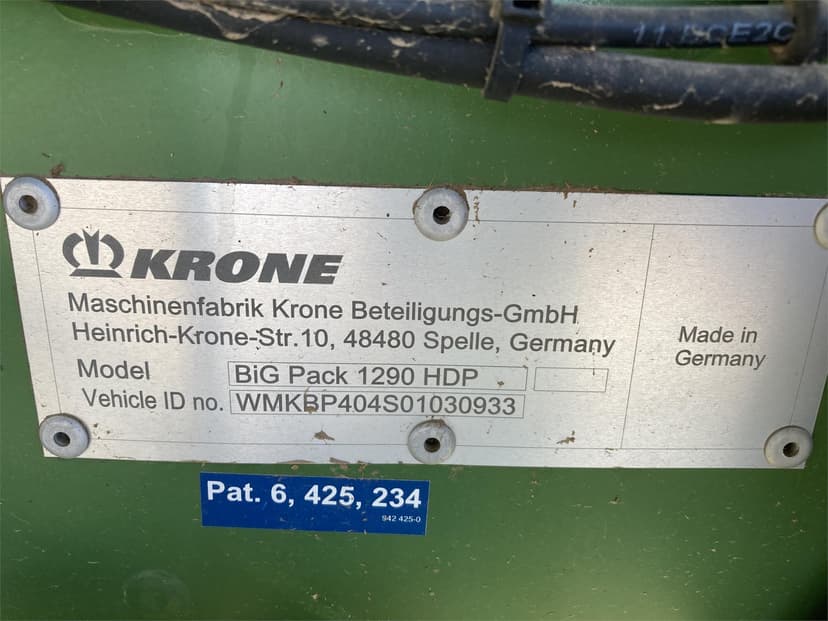 KRONE
Maschinenfabrik Krone Beteiligungs-GmbH
Heinrich-Krone-Str.10, 48480 Spelle, Germany
Model BiG Pack 1290 HDP
Vehicle ID no. WMKBP404S01030933
Made in
Germany
Pat. 6, 425, 234
942 425-0